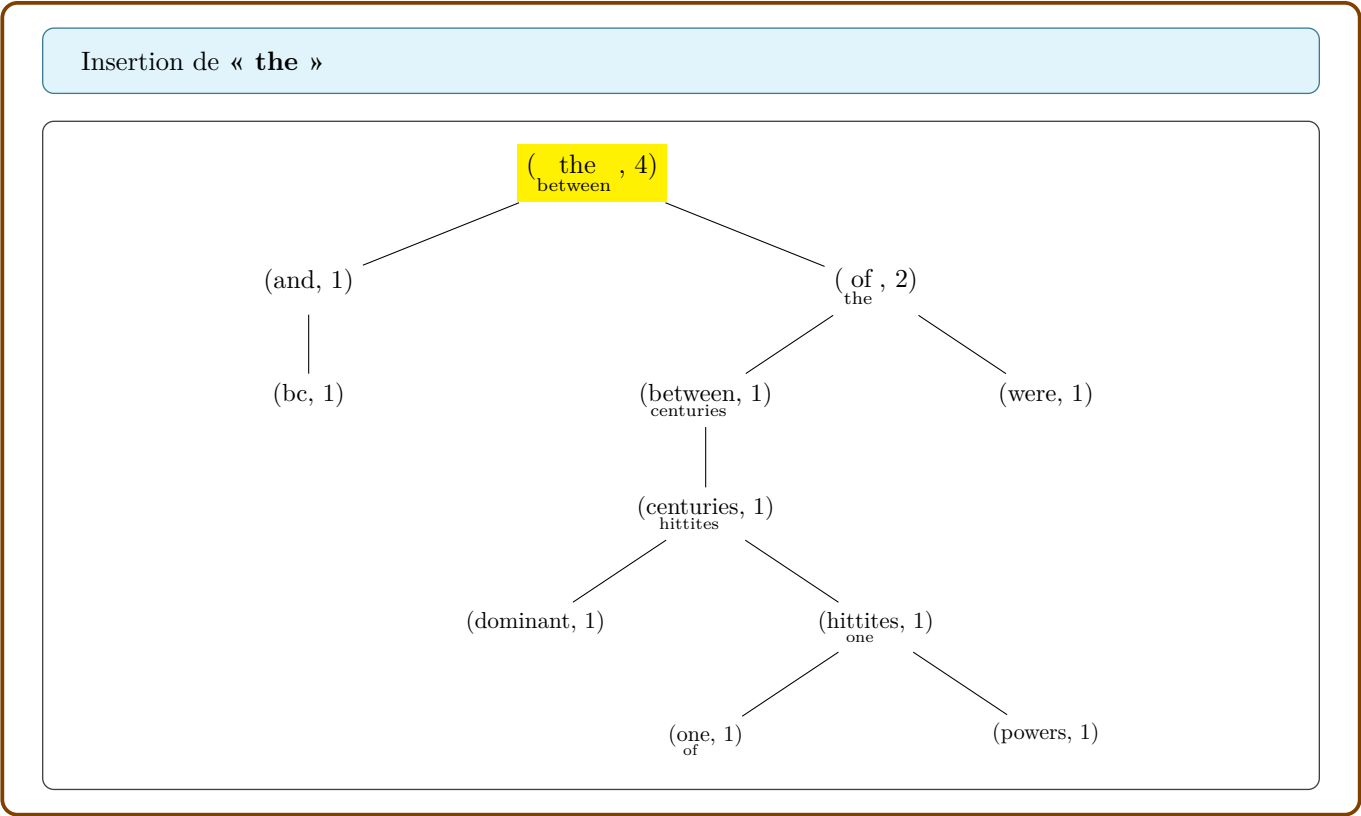 Insertion de « the »
( the , 4)
between
(and, 1)
( of , 2)
the
(bc, 1)
(between, 1)
centuries
(were, 1)
(centuries, 1)
hittites
(dominant, 1)
(hittites, 1)
one
(one, 1)
of
(powers, 1)